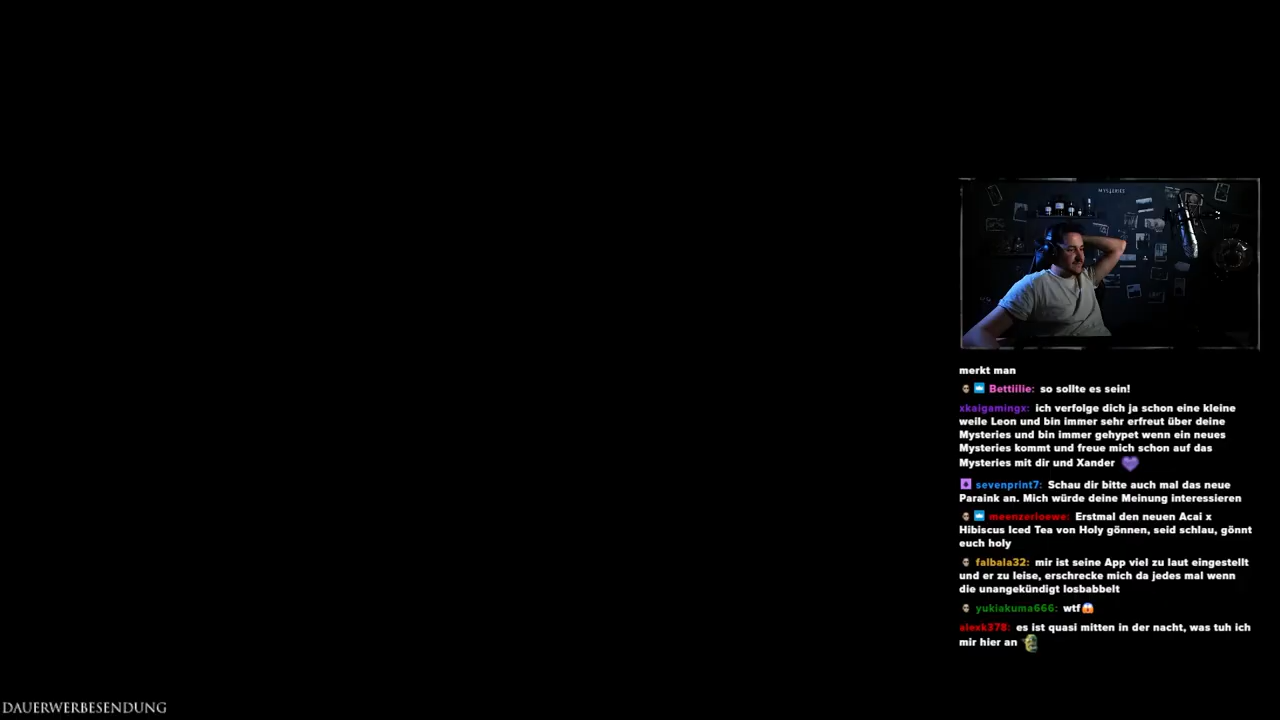 MYSTERIES
merkt man
Bettiilie: so sollte es sein!
xkaigamingx: ich verfolge dich ja schon eine kleine
weile Leon und bin immer sehr erfreut über deine
Mysteries und bin immer gehypet wenn ein neues
Mysteries kommt und freue mich schon auf das
Mysteries mit dir und Xander
sevenprint7: Schau dir bitte auch mal das neue
Paraink an. Mich würde deine Meinung interessieren
meenzerloewe: Erstmal den neuen Acai x
Hibiscus Iced Tea von Holy gönnen, seid schlau, gönnt
euch holy
falbala32: mir ist seine App viel zu laut eingestellt
und er zu leise, erschrecke mich da jedes mal wenn
die unangekündigt losbabbelt
yukiakuma666: wtf
alexk378: es ist quasi mitten in der nacht, was tuh ich
mir hier an
DAUERWERBESENDUNG